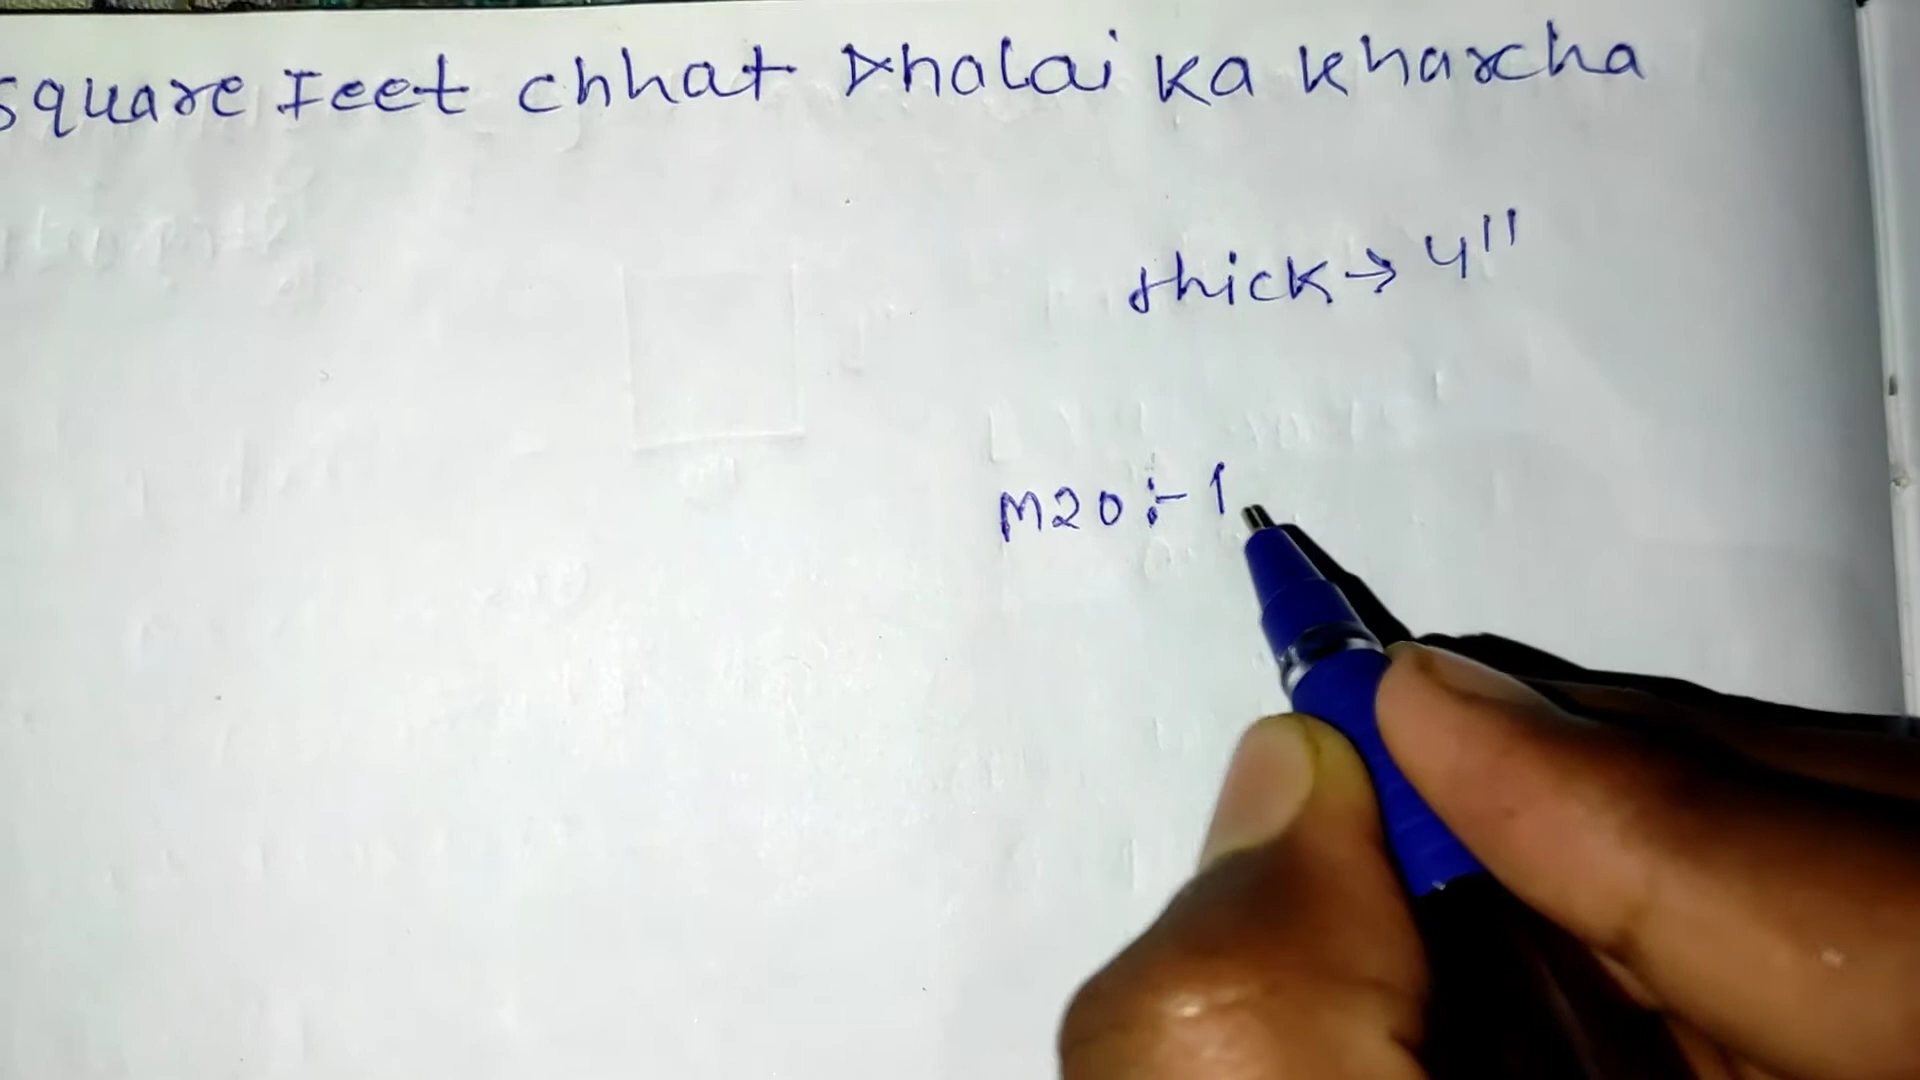 square Feet chhat Dhalai ka kharcha
thick→ 4"
M20 :- 1